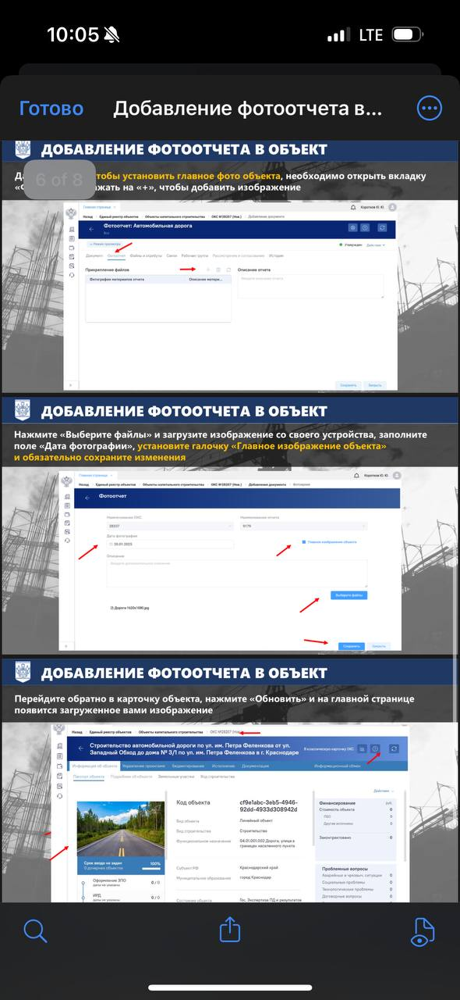 10:05
LTE
Готово
Добавление фотоотчета в...
ДОБАВЛЕНИЕ ФОТООТЧЕТА В ОБЪЕКТ
6 of 8
тобы установить главное фото объекта, необходимо открыть вкладку
жать на «+», чтобы добавить изображение
Главная страница
Коротков Ю. Ю.
Назад Единый реестр объектов Объекты капитального строительства ОКС №28207 (Нов.) Добавление документа
Фотоотчет: Автомобильная дорога
Режим просмотра
Утвержден
Действия
Документ Фотоотчет Файлы и атрибуты Связи Рабочая группа Рассмотрение и согласование История
Прикрепление файлов
Описание отчета
Фотографии материалов отчета
Описание матери...
Введите описание отчета
Сохранить
Закрыть
ДОБАВЛЕНИЕ ФОТООТЧЕТА В ОБЪЕКТ
Нажмите «Выберите файлы» и загрузите изображение со своего устройства, заполните
поле «Дата фотографии», установите галочку «Главное изображение объекта»
и обязательно сохраните изменения
Главная страница
Коротков Ю. Ю.
Назад Единый реестр объектов Объекты капитального строительства ОКС №28207 (Нов.) Добавление документа Фотоархив
Фотоотчет
Наименование ОКС
Наименование отчета
28207
9179
Дата фотографии
20.01.2025
Главное изображение объекта
Описание
Введите дополнительное описание
Выберите файлы
Дорога-1920x1080.jpg
Сохранить
Закрыть
ДОБАВЛЕНИЕ ФОТООТЧЕТА В ОБЪЕКТ
Перейдите обратно в карточку объекта, нажмите «Обновить» и на главной странице
появится загруженное вами изображение
Назад Единый реестр объектов Объекты капитального строительства ОКС №28207 (Нов.)
Строительство автомобильной дороги по ул. им. Петра Феленкова от ул.
Западный Обход до дома № 3/1 по ул. им. Петра Феленкова в г. Краснодаре
В классическую карточку ОКС
Информация об объекте Управление проектами Бюджетирование Исполнение Документация Информационный обмен
Паспорт объекта Подробнее об объекте Земельные участки Код строительства
Действия
Код объекта
cf9e1abc-3eb5-4946-
92dd-4933d308942d
Вид объекта
Линейный объект
Вид строительства
Строительство
Функциональное назначение
04.01.001.002 Дорога, улица в
границах населенного пункта
Субъект РФ
Краснодарский край
Муниципальное образование
город Краснодар
Состояние объекта
Гос. Экспертиза ПД и результатов
Срок ввода не задан
100%
0 дочерних объектов
Оформление ЗПО
0 / 0
даты не указаны
ИРД
0 / 0
даты не указаны
Финансирование
руб.
Стоимость объекта
0
ЛБО
0
Другие источники
0
Законтрактовано
0
Проблемные вопросы
Аварийные и чрезвыч. ситуации
0
Социальные проблемы
0
Технологические проблемы
0
Договорные вопросы
0